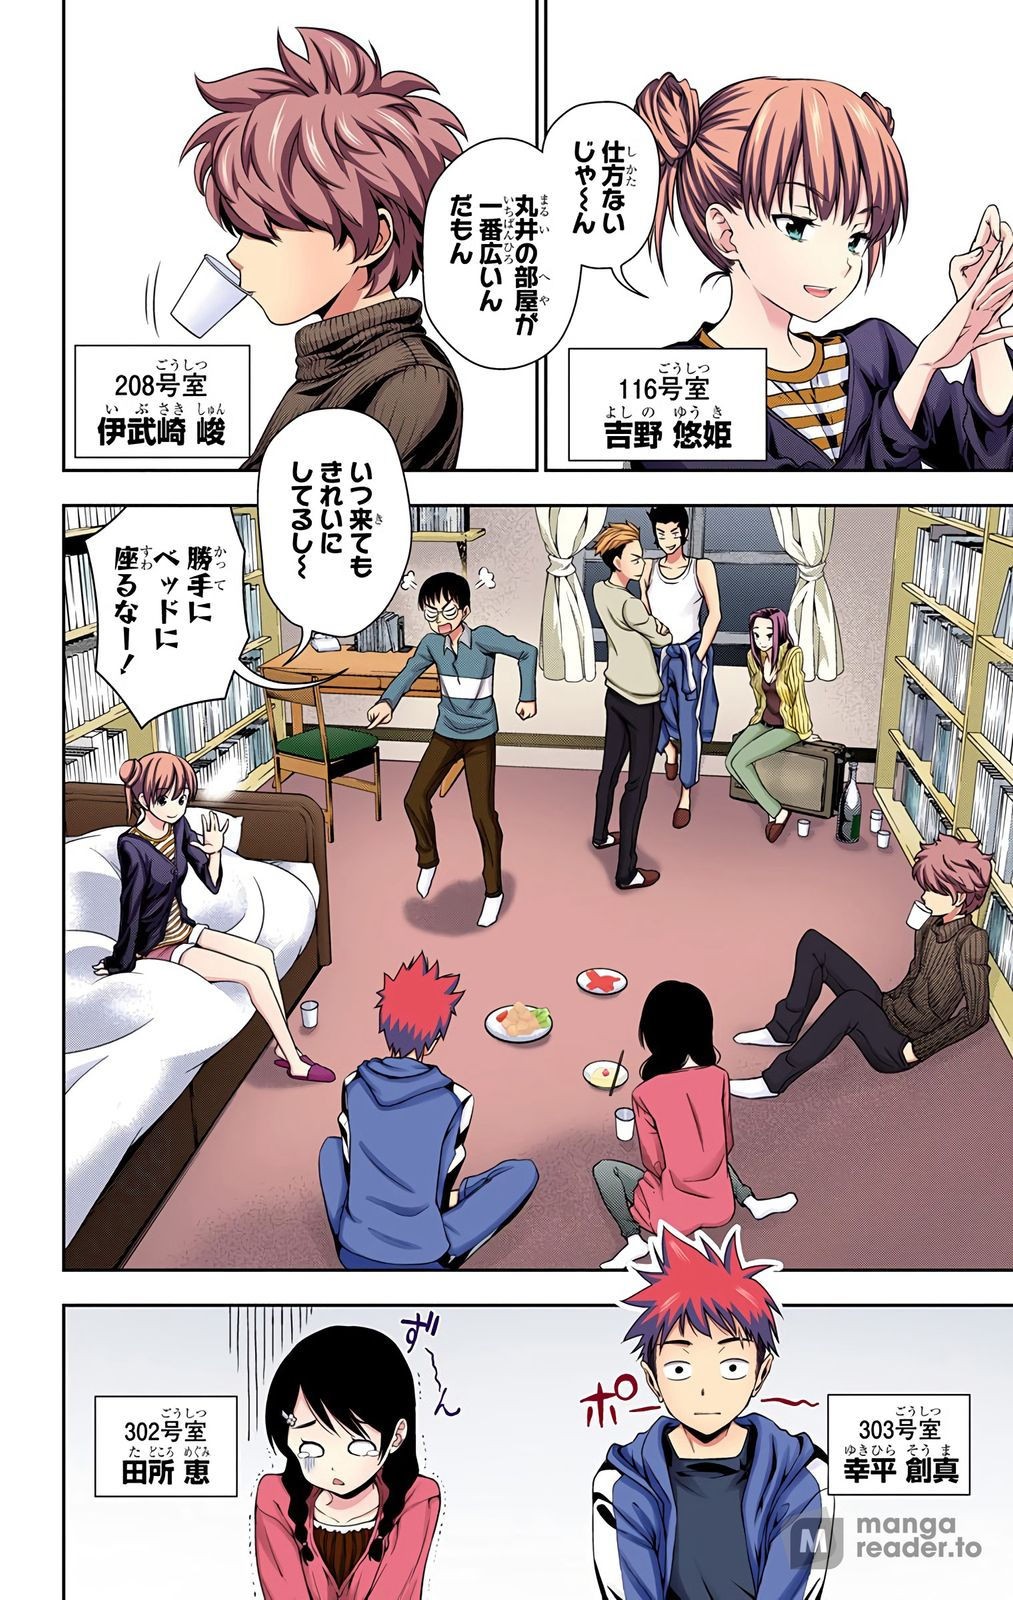 仕方ない
じゃ〜ん
丸井の部屋が
一番広いん
だもん
116号室
吉野 悠姫
208号室
伊武崎 峻
いつ来ても
きれいに
してるし〜
勝手に
ベッドに
座るなー!
ポー
303号室
幸平 創真
ず〜ん
302号室
田所 恵
M manga
reader.to